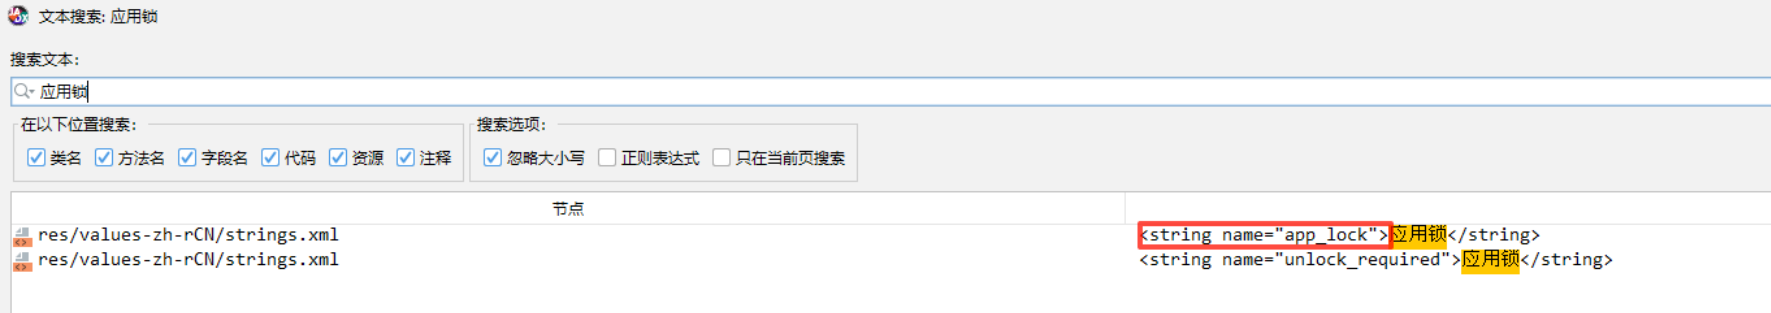 文本搜索: 应用锁
搜索文本:
应用锁
在以下位置搜索:
类名 方法名 字段名 代码 资源 注释
搜索选项:
忽略大小写 正则表达式 只在当前页搜索
节点
res/values-zh-rCN/strings.xml <string name="app_lock">应用锁</string>
res/values-zh-rCN/strings.xml <string name="unlock_required">应用锁</string>